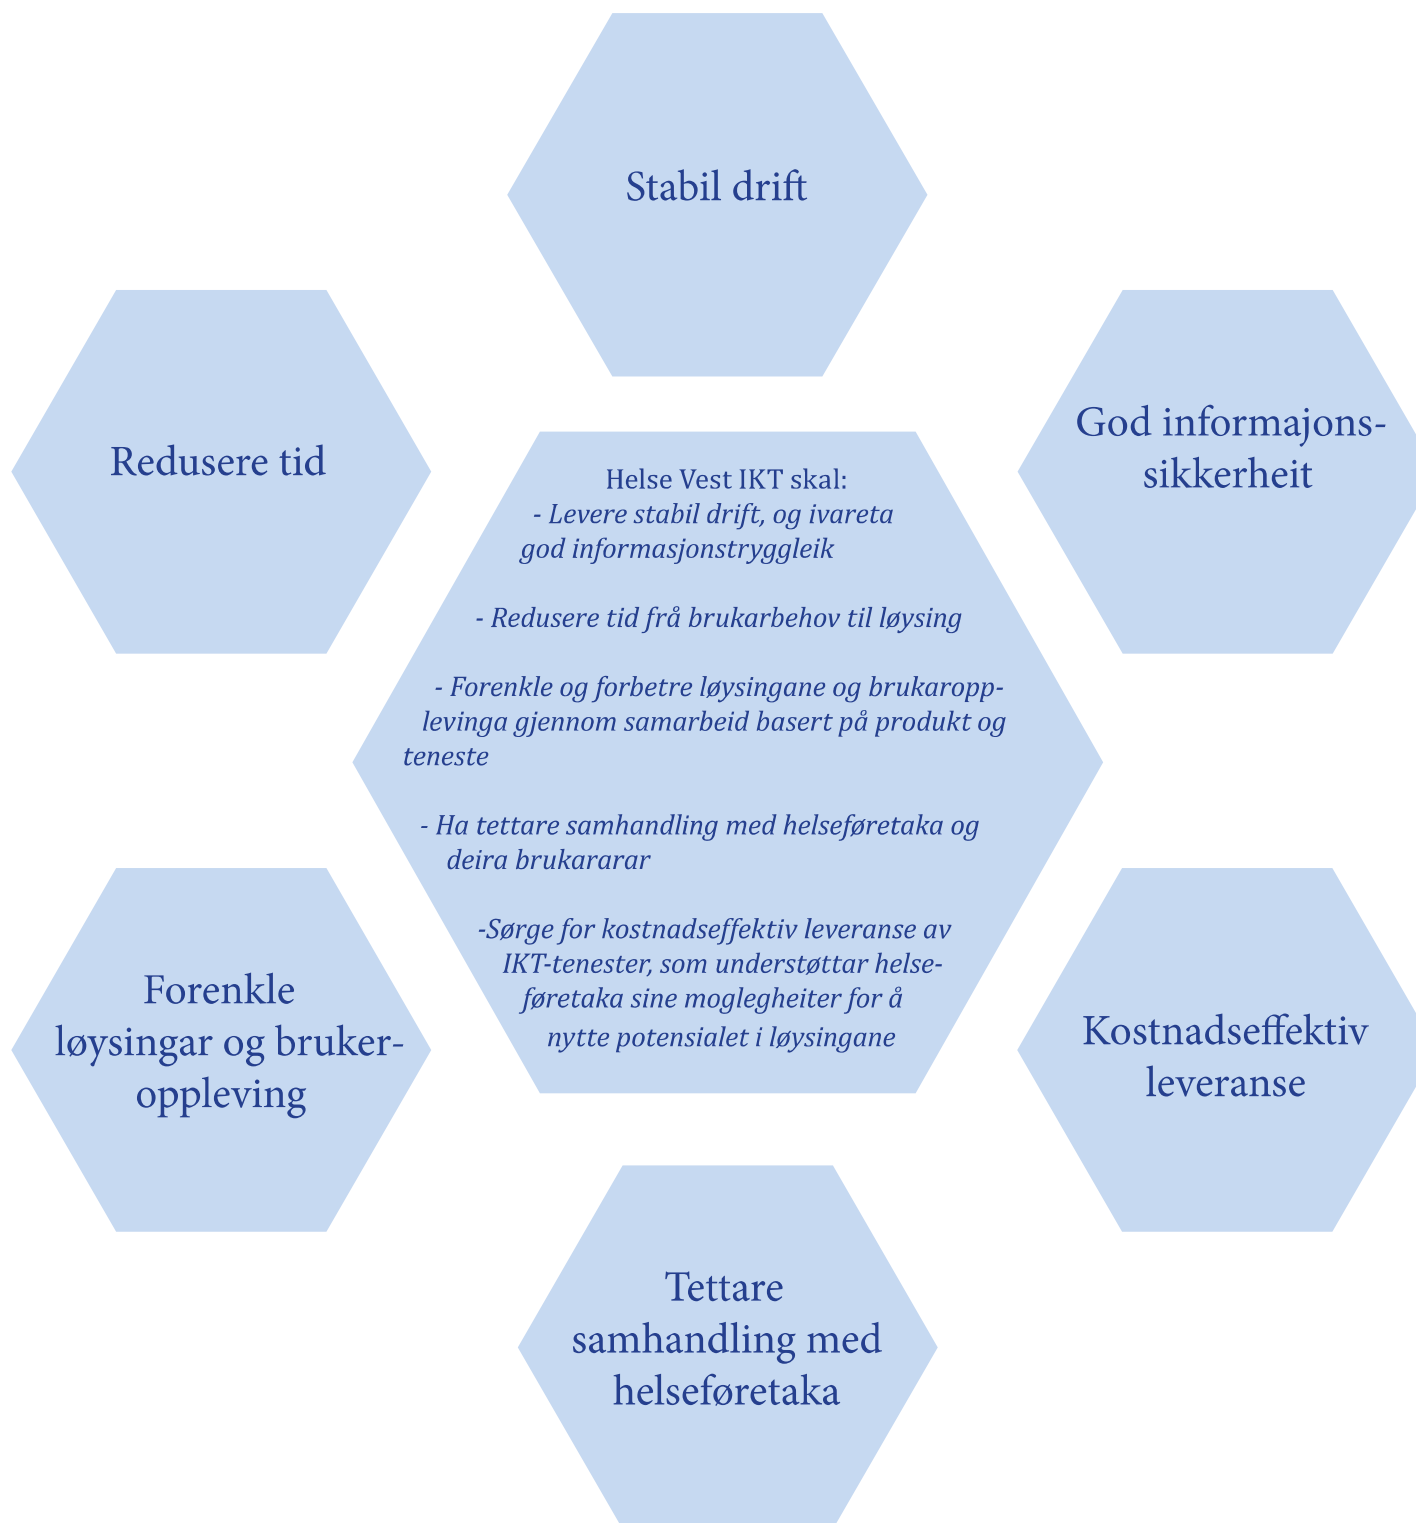 Stabil drift
Redusere tid
God informajons-
sikkerheit
Helse Vest IKT skal:
- Levere stabil drift, og ivareta
god informasjonstryggleik
- Redusere tid frå brukarbehov til løysing
- Forenkle og forbetre løysingane og brukaropp-
levinga gjennom samarbeid basert på produkt og
teneste
- Ha tettare samhandling med helseføretaka og
deira brukararar
-Sørge for kostnadseffektiv leveranse av
IKT-tenester, som understøttar helse-
føretaka sine moglegheiter for å
nytte potensialet i løysingane
Forenkle
løysingar og bruker-
oppleving
Kostnadseffektiv
leveranse
Tettare
samhandling med
helseføretaka